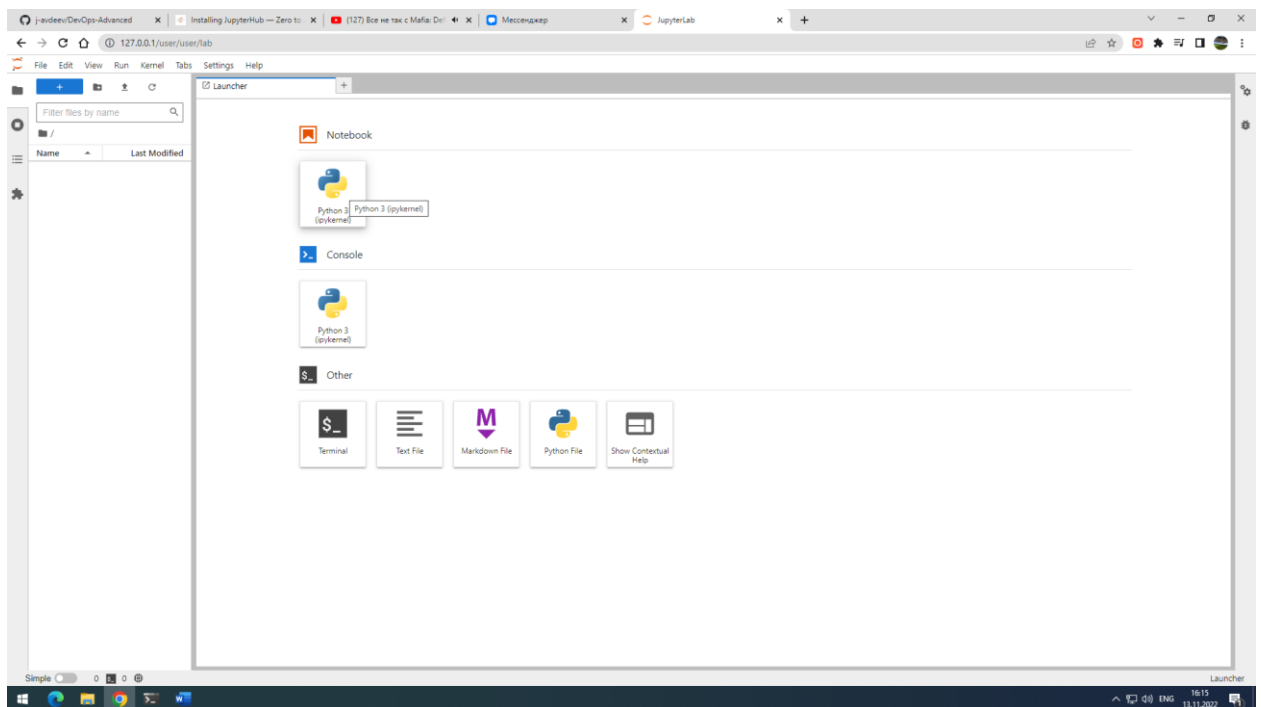 j-avdeev/DevOps-Advanced
Installing JupyterHub — Zero to
(127) Все не так с Mafia: De
Мессенджер
JupyterLab
127.0.0.1/user/user/lab
File Edit View Run Kernel Tabs Settings Help
Launcher
Filter files by name
/
Name Last Modified
Notebook
Python 3
(ipykernel)
Python 3 (ipykernel)
Console
Python 3
(ipykernel)
$_ Other
$_
M
Terminal
Text File
Markdown File
Python File
Show Contextual
Help
Simple 0 0
Launcher
ENG
16:15
13.11.2022